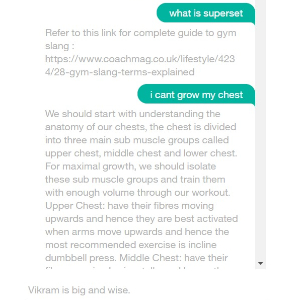 what is superset
Refer to this link for complete guide to gym
slang :
https://www.coachmag.co.uk/lifestyle/423
4/28-gym-slang-terms-explained
i cant grow my chest
We should start with understanding the
anatomy of our chests, the chest is divided
into three main sub muscle groups called
upper chest, middle chest and lower chest.
For maximal growth, we should isolate
these sub muscle groups and train them
with enough volume through our workout.
Upper Chest: have their fibres moving
upwards and hence they are best activated
when arms move upwards and hence the
most recommended exercise is incline
dumbbell press. Middle Chest: have their
Vikram is big and wise.